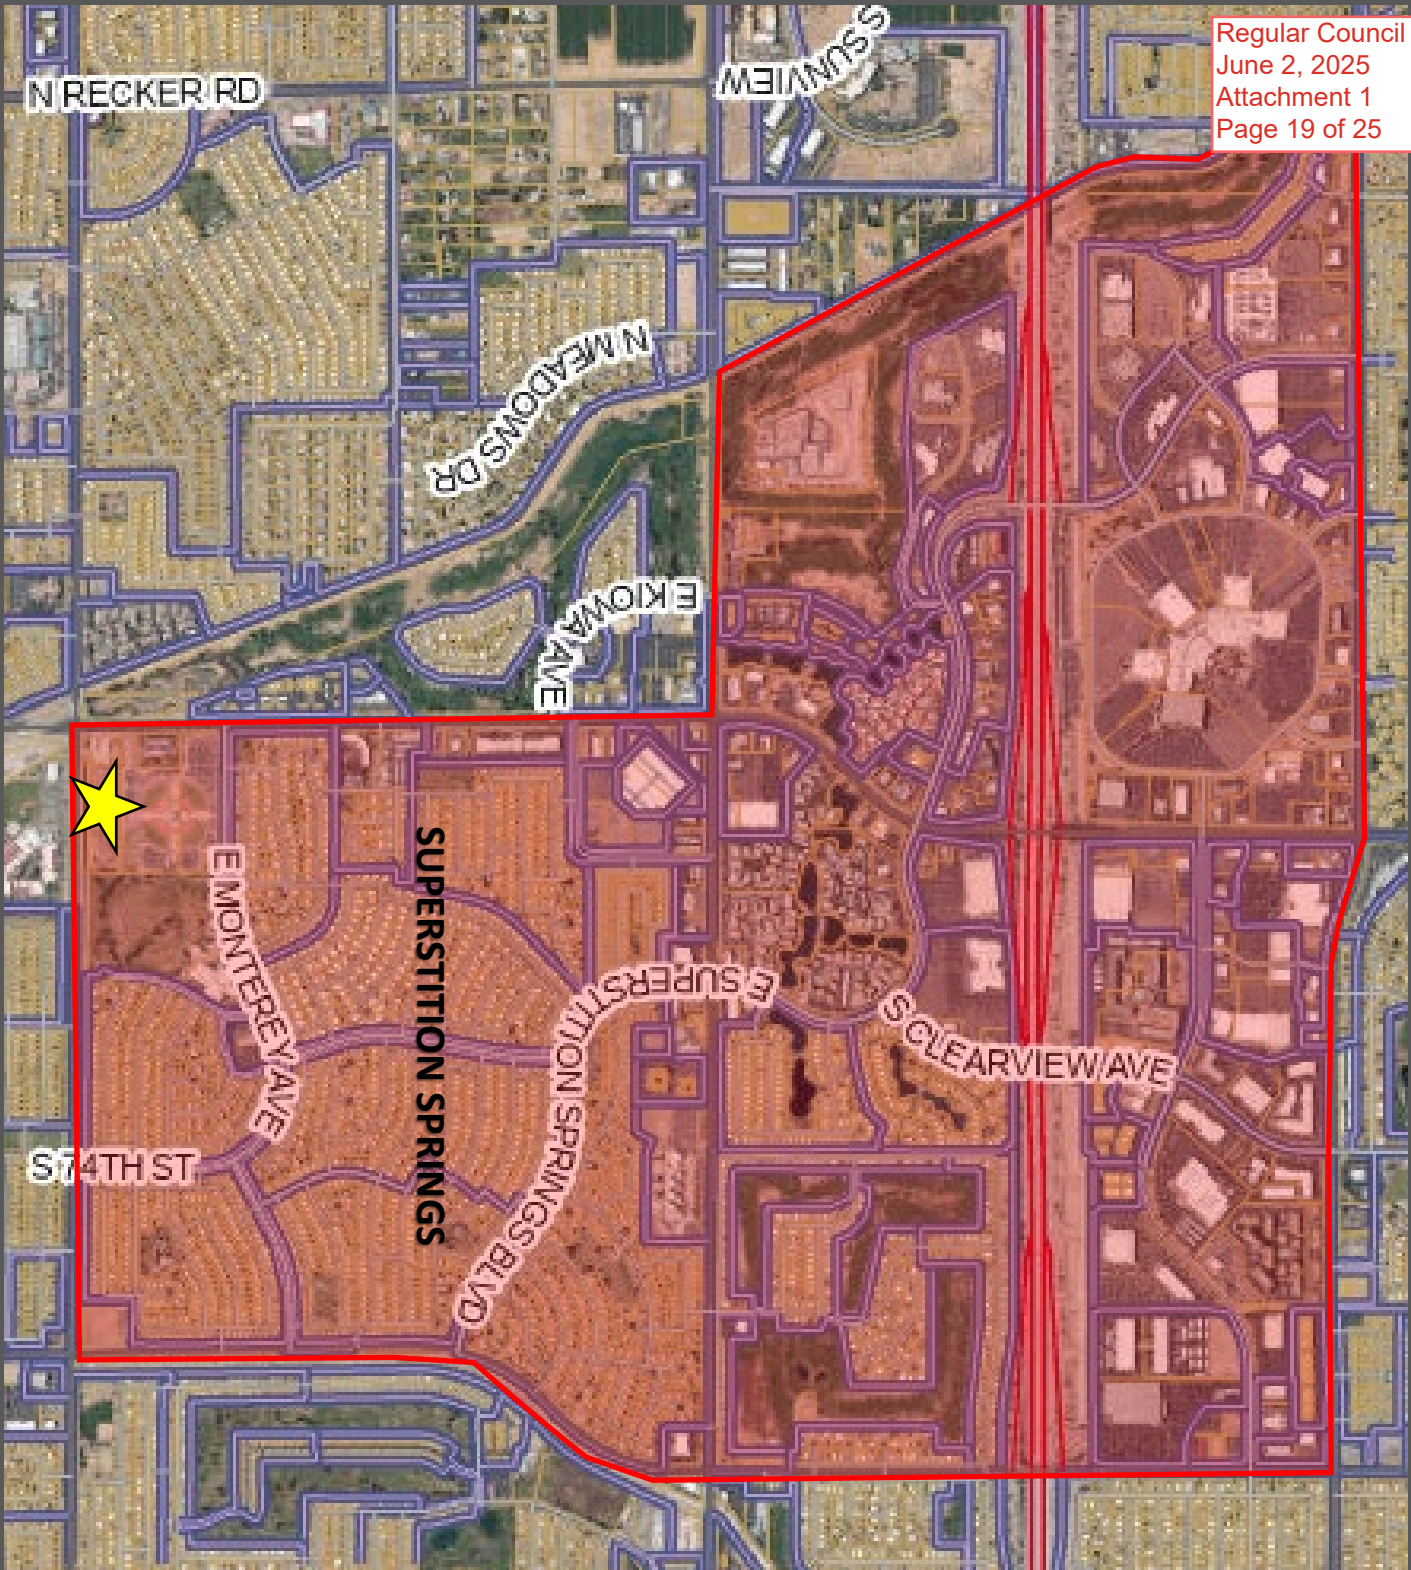 Regular Council
June 2, 2025
Attachment 1
Page 19 of 25
S SUNVIEW
N RECKER RD
N MEADOWS DR
E KIOWA AVE
E MONTEREY AVE
SUPERSTITION SPRINGS
E SUPERSTITION SPRINGS BLVD
S CLEARVIEW AVE
S 74TH ST